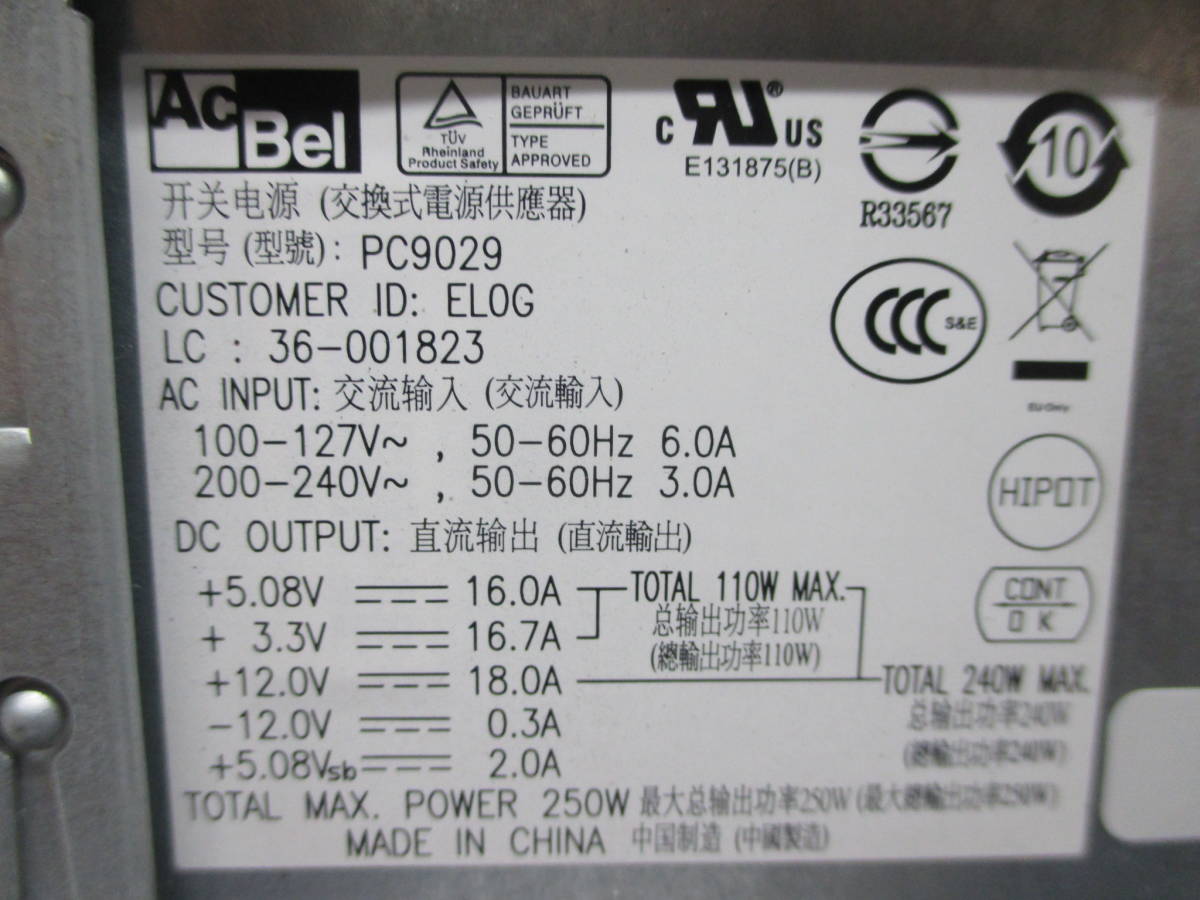 AcBel
TÜV
Rheinland
Product Safety
BAUART
GEPRÜFT
TYPE
APPROVED
C RU® US
E131875(B)
R33567
10
开关电源 (交換式電源供應器)
型号 (型號): PC9029
CUSTOMER ID: EL0G
LC : 36-001823
CCC S&E
EU-Only
AC INPUT: 交流输入 (交流輸入)
100-127V~ , 50-60Hz 6.0A
200-240V~ , 50-60Hz 3.0A
HIPOT
DC OUTPUT: 直流输出 (直流輸出)
CONT
OK
+5.08V 16.0A TOTAL 110W MAX.
总输出功率110W
+ 3.3V 16.7A
(總輸出功率110W)
+12.0V 18.0A TOTAL 240W MAX.
总输出功率240W
-12.0V 0.3A
(總輸出功率240W)
+5.08Vsb 2.0A
TOTAL MAX. POWER 250W 最大总输出功率250W (最大總輸出功率250W)
MADE IN CHINA 中国制造 (中國製造)